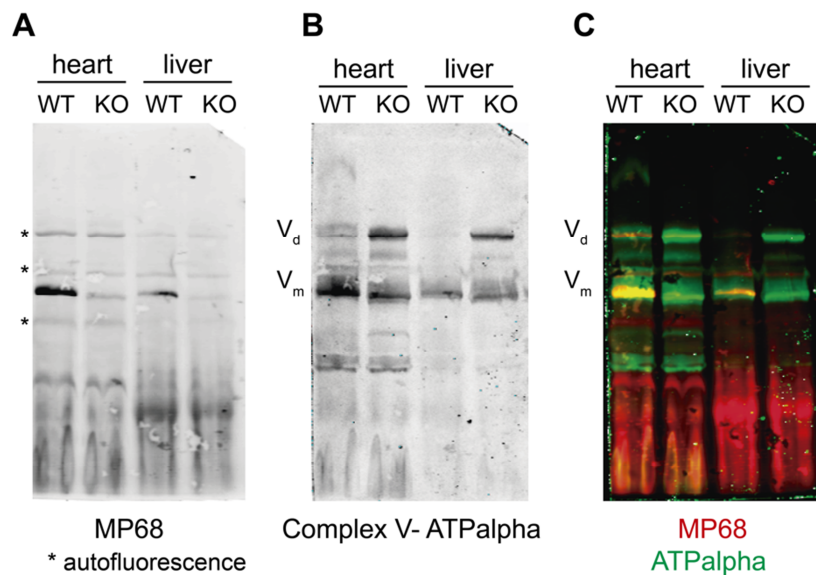 A
heart liver
WT KO WT KO
*
*
*
MP68
* autofluorescence
B
heart liver
WT KO WT KO
Vd
Vm
Complex V- ATPalpha
C
heart liver
WT KO WT KO
Vd
Vm
MP68
ATPalpha